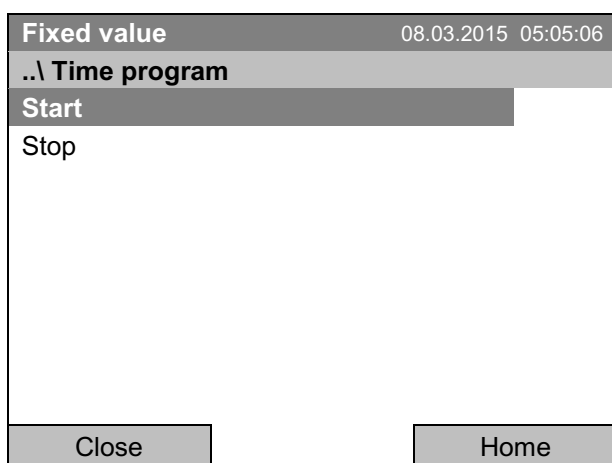 Fixed value 08.03.2015 05:05:06
..\ Time program
Start
Stop
Close Home